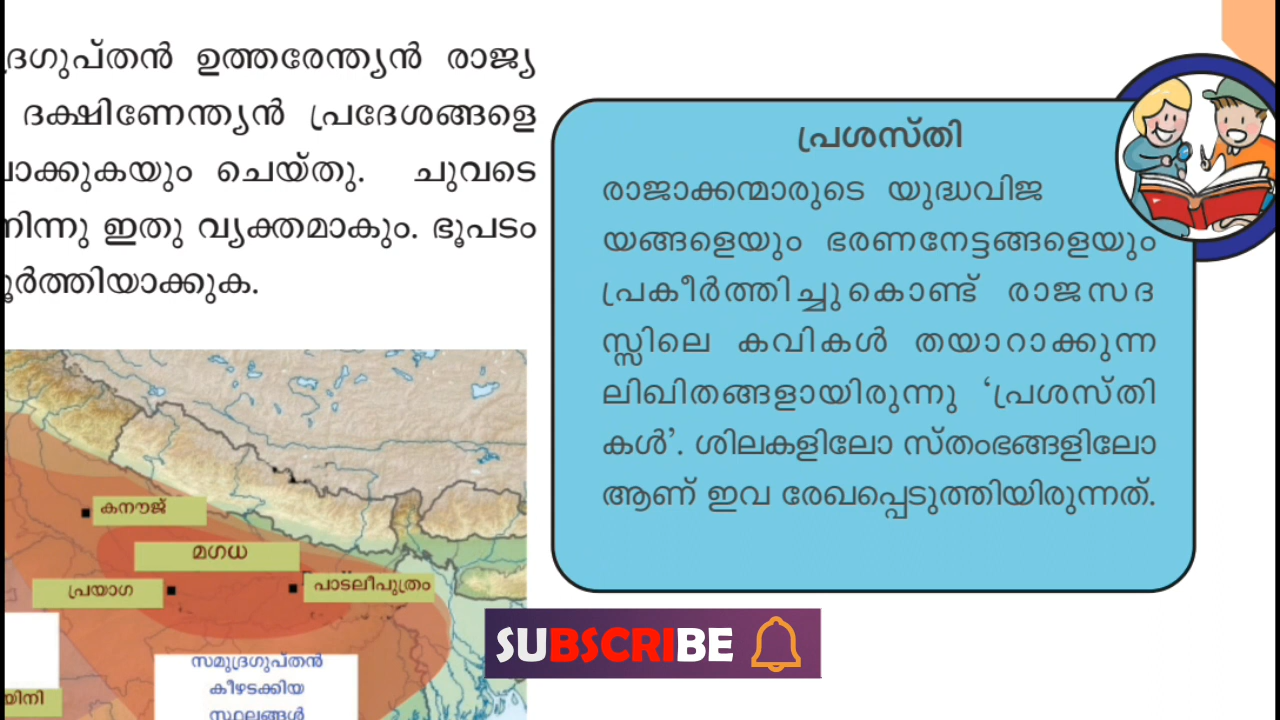 ദ്രഗുപ്തൻ ഉത്തരേന്ത്യൻ രാജ്യ
ദക്ഷിണേന്ത്യൻ പ്രദേശങ്ങളെ
ക്കുകയും ചെയ്തു. ചുവടെ
നിന്നു ഇതു വ്യക്തമാകും. ഭൂപടം
പൂർത്തിയാക്കുക.
പ്രശസ്തി
രാജാക്കന്മാരുടെ യുദ്ധവിജ
യങ്ങളെയും ഭരണനേട്ടങ്ങളെയും
പ്രകീർത്തിച്ചുകൊണ്ട് രാജസദ
സ്സിലെ കവികൾ തയാറാക്കുന്ന
ലിഖിതങ്ങളായിരുന്നു ‘പ്രശസ്തി
കൾ’. ശിലകളിലോ സ്തംഭങ്ങളിലോ
ആണ് ഇവ രേഖപ്പെടുത്തിയിരുന്നത്.
കനൗജ്
മഗധ
പ്രയാഗ
പാടലീപുത്രം
സമുദ്രഗുപ്തൻ
കീഴടക്കിയ
സ്ഥലങ്ങൾ
യിനി
SUBSCRIBE